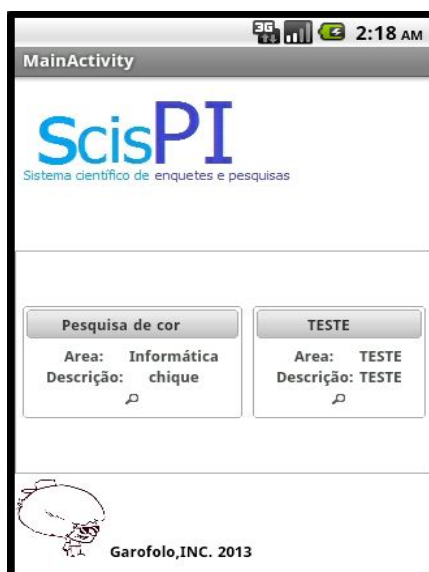 3G 2:18 AM
MainActivity
ScisPI
Sistema científico de enquetes e pesquisas
Pesquisa de cor
Area: Informática
Descrição: chique
TESTE
Area: TESTE
Descrição: TESTE
Garofolo,INC. 2013